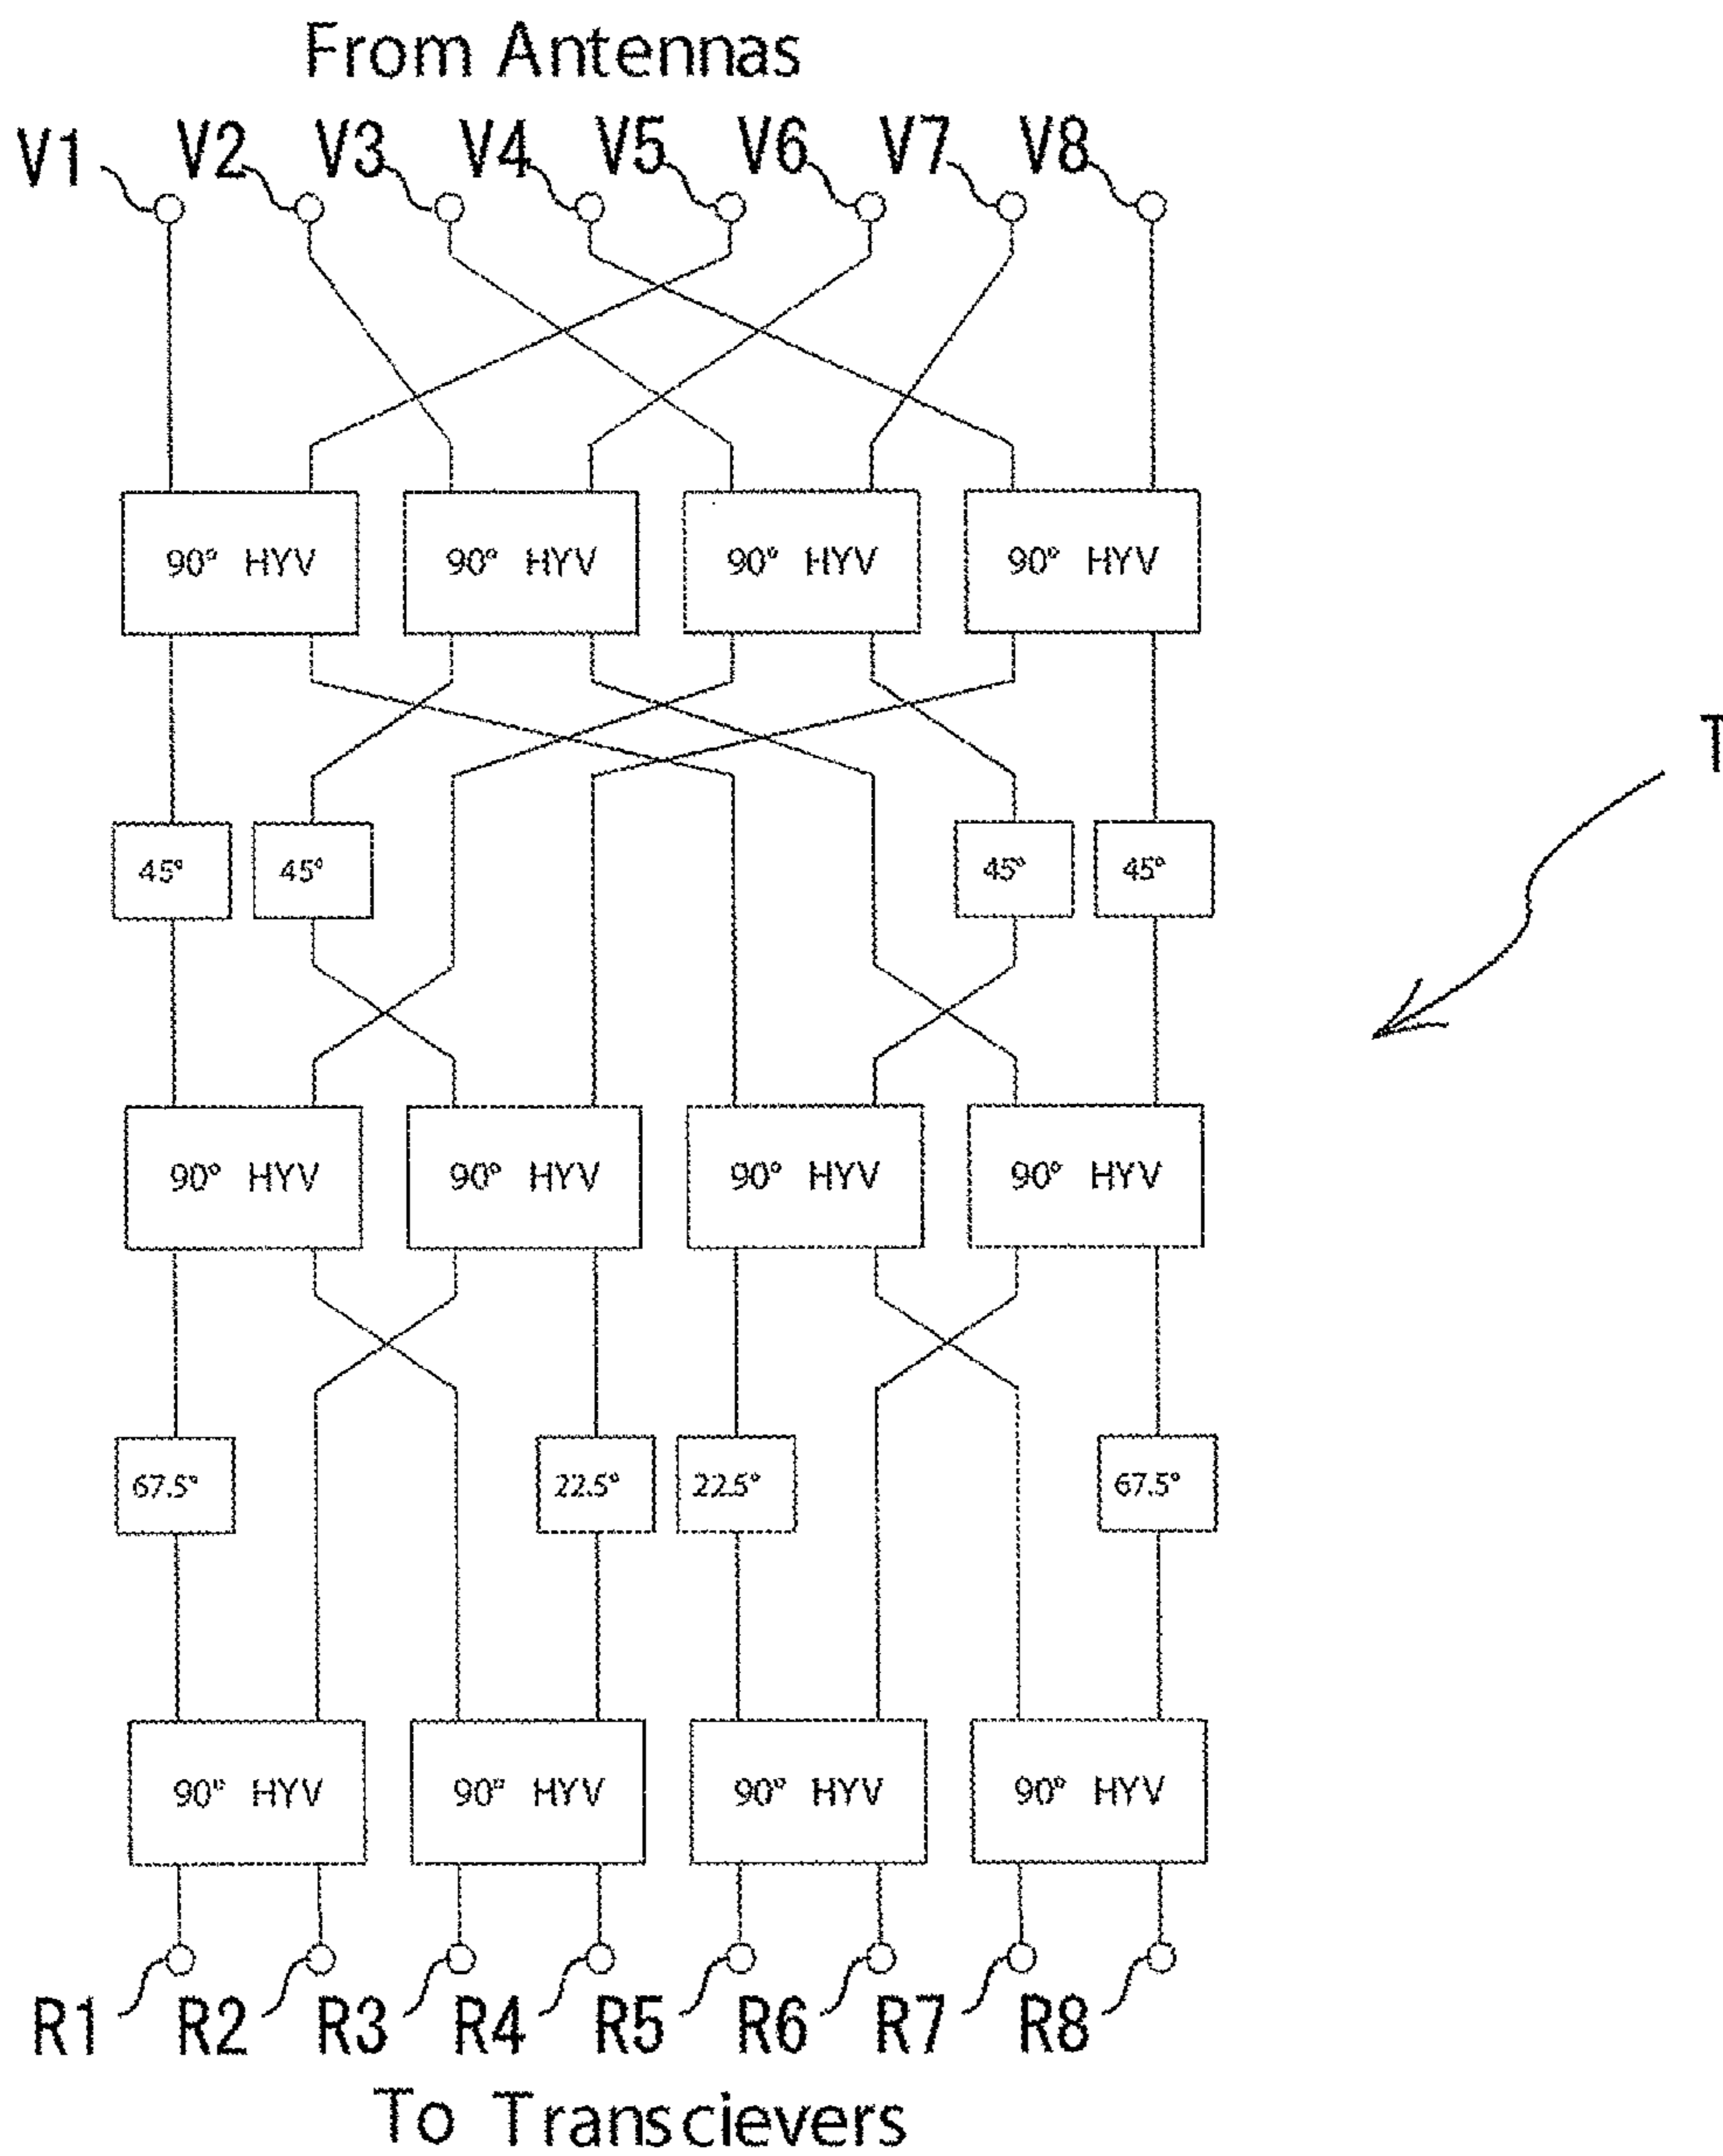 From Antennas
V1 V2 V3 V4 V5 V6 V7 V8
90° HYV 90° HYV 90° HYV 90° HYV
T
45° 45° 45° 45°
90° HYV 90° HYV 90° HYV 90° HYV
67.5° 22.5° 22.5° 67.5°
90° HYV 90° HYV 90° HYV 90° HYV
R1 R2 R3 R4 R5 R6 R7 R8
To Transcievers